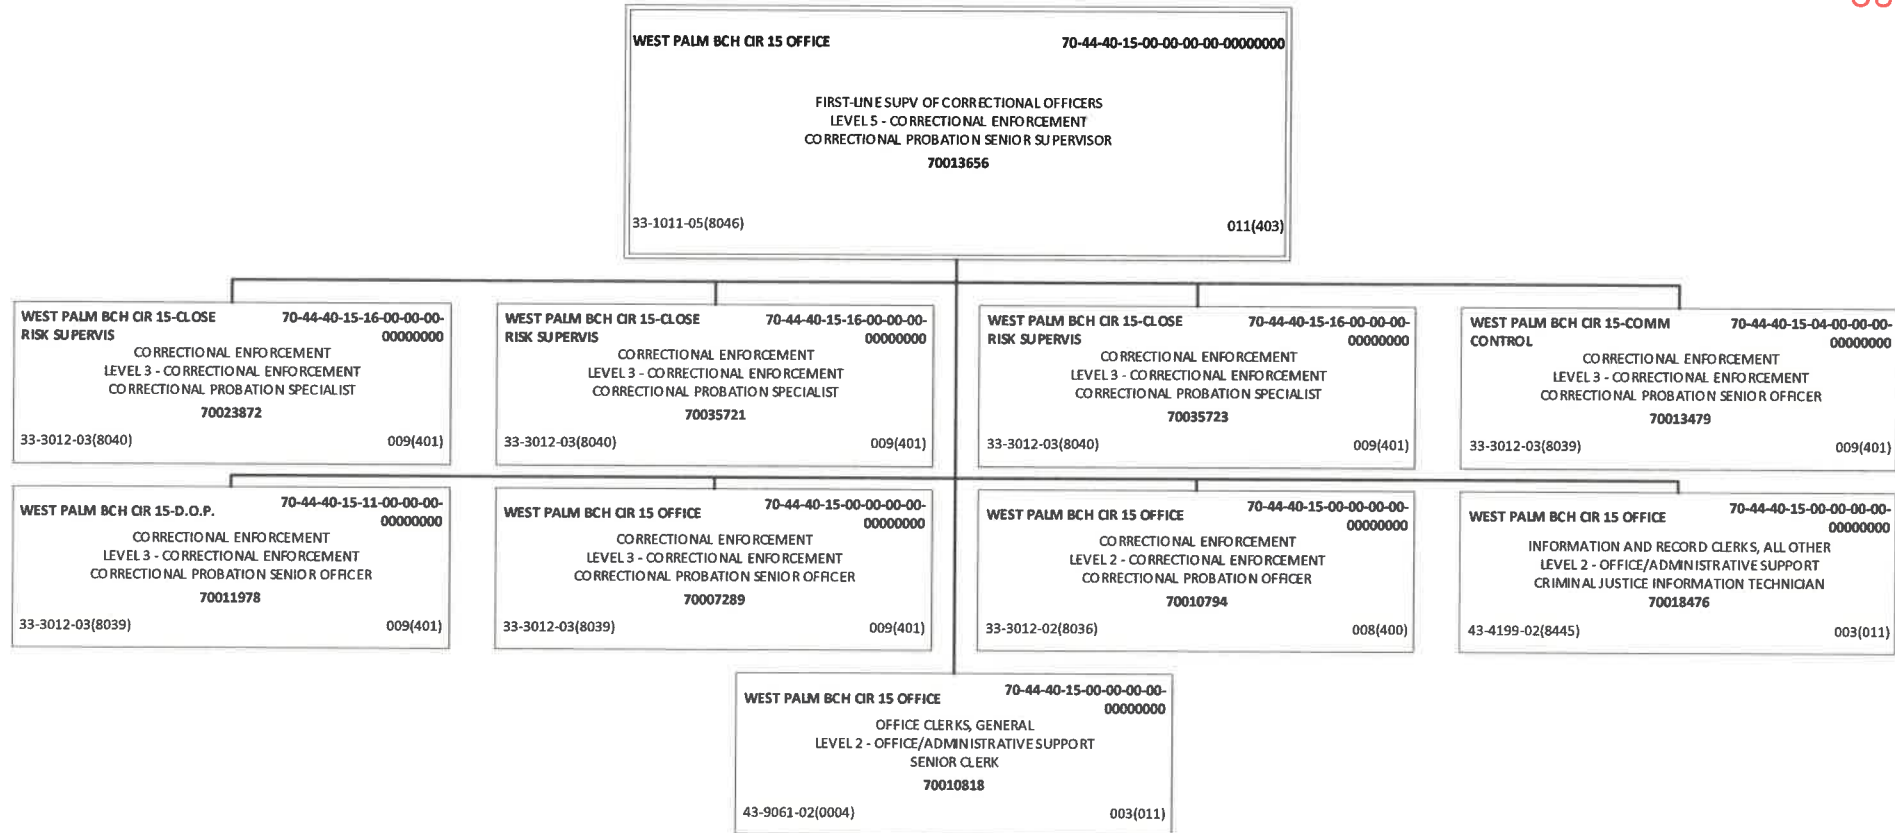 WEST PALM BCH CIR 15 OFFICE 70-44-40-15-00-00-00-00-00000000
FIRST-LINE SUPV OF CORRECTIONAL OFFICERS
LEVEL 5 - CORRECTIONAL ENFORCEMENT
CORRECTIONAL PROBATION SENIOR SUPERVISOR
70013656
33-1011-05(8046) 011(403)
WEST PALM BCH CIR 15-CLOSE 70-44-40-15-16-00-00-00-
RISK SUPERVIS 00000000
CORRECTIONAL ENFORCEMENT
LEVEL 3 - CORRECTIONAL ENFORCEMENT
CORRECTIONAL PROBATION SPECIALIST
70023872
33-3012-03(8040) 009(401)
WEST PALM BCH CIR 15-CLOSE 70-44-40-15-16-00-00-00-
RISK SUPERVIS 00000000
CORRECTIONAL ENFORCEMENT
LEVEL 3 - CORRECTIONAL ENFORCEMENT
CORRECTIONAL PROBATION SPECIALIST
70035721
33-3012-03(8040) 009(401)
WEST PALM BCH CIR 15-CLOSE 70-44-40-15-16-00-00-00-
RISK SUPERVIS 00000000
CORRECTIONAL ENFORCEMENT
LEVEL 3 - CORRECTIONAL ENFORCEMENT
CORRECTIONAL PROBATION SPECIALIST
70035723
33-3012-03(8040) 009(401)
WEST PALM BCH CIR 15-COMM 70-44-40-15-04-00-00-00-
CONTROL 00000000
CORRECTIONAL ENFORCEMENT
LEVEL 3 - CORRECTIONAL ENFORCEMENT
CORRECTIONAL PROBATION SENIOR OFFICER
70013479
33-3012-03(8039) 009(401)
WEST PALM BCH CIR 15-D.O.P. 70-44-40-15-11-00-00-00-
00000000
CORRECTIONAL ENFORCEMENT
LEVEL 3 - CORRECTIONAL ENFORCEMENT
CORRECTIONAL PROBATION SENIOR OFFICER
70011978
33-3012-03(8039) 009(401)
WEST PALM BCH CIR 15 OFFICE 70-44-40-15-00-00-00-00-
00000000
CORRECTIONAL ENFORCEMENT
LEVEL 3 - CORRECTIONAL ENFORCEMENT
CORRECTIONAL PROBATION SENIOR OFFICER
70007289
33-3012-03(8039) 009(401)
WEST PALM BCH CIR 15 OFFICE 70-44-40-15-00-00-00-00-
00000000
CORRECTIONAL ENFORCEMENT
LEVEL 2 - CORRECTIONAL ENFORCEMENT
CORRECTIONAL PROBATION OFFICER
70010794
33-3012-02(8036) 008(400)
WEST PALM BCH CIR 15 OFFICE 70-44-40-15-00-00-00-00-
00000000
INFORMATION AND RECORD CLERKS, ALL OTHER
LEVEL 2 - OFFICE/ADMINISTRATIVE SUPPORT
CRIMINAL JUSTICE INFORMATION TECHNICIAN
70018476
43-4199-02(8445) 003(011)
WEST PALM BCH CIR 15 OFFICE 70-44-40-15-00-00-00-00-
00000000
OFFICE CLERKS, GENERAL
LEVEL 2 - OFFICE/ADMINISTRATIVE SUPPORT
SENIOR CLERK
70010818
43-9061-02(0004) 003(011)